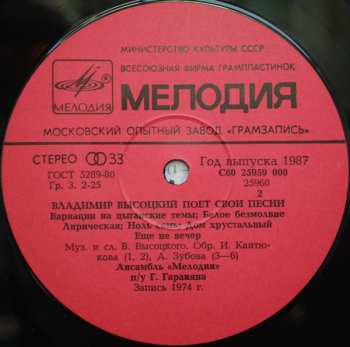 МИНИСТЕРСТВО КУЛЬТУРЫ СССР
ВСЕСОЮЗНАЯ ФИРМА ГРАМПЛАСТИНОК
МЕЛОДИЯ
МЕЛОДИЯ
МОСКОВСКИЙ ОПЫТНЫЙ ЗАВОД «ГРАМЗАПИСЬ»
СТЕРЕО 33
Год выпуска 1987
ГОСТ 5289-80
С60 25959 000
Гр. 3. 2-25
25960
2
ВЛАДИМИР ВЫСОЦКИЙ ПОЕТ СВОИ ПЕСНИ
Вариации на цыганские темы; Белое безмолвие
Лирическая; Ноль семь; Дом хрустальный
Еще не вечер
Муз. и сл. В. Высоцкого. Обр. И. Кантю-
кова (1, 2), А. Зубова (3—6)
Ансамбль «Мелодия»
п/у Г. Гараняна
Запись 1974 г.